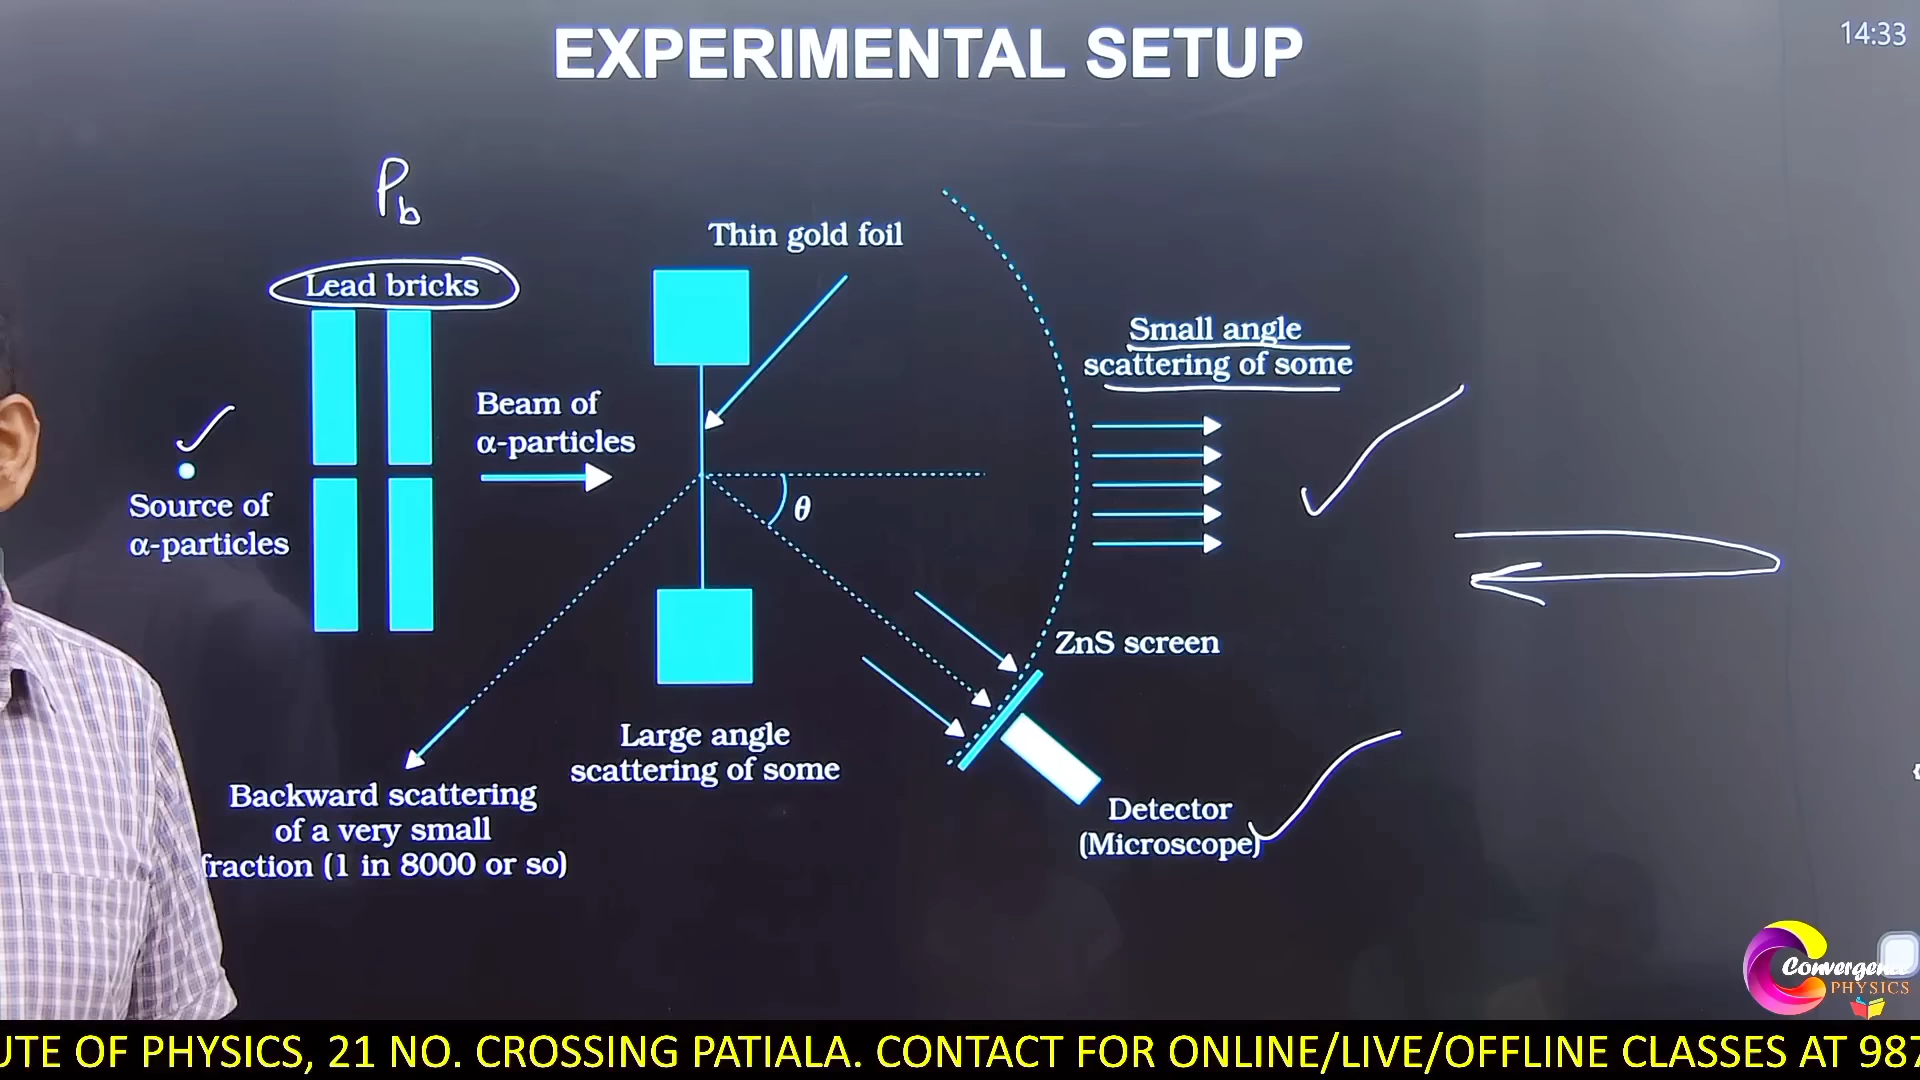 EXPERIMENTAL SETUP
14:33
Pb
Thin gold foil
Lead bricks
Small angle
scattering of some
Beam of
α-particles
Source of
α-particles
θ
ZnS screen
Large angle
scattering of some
Backward scattering
of a very small
fraction (1 in 8000 or so)
Detector
(Microscope)
Convergence
PHYSICS
UTE OF PHYSICS, 21 NO. CROSSING PATIALA. CONTACT FOR ONLINE/LIVE/OFFLINE CLASSES AT 987